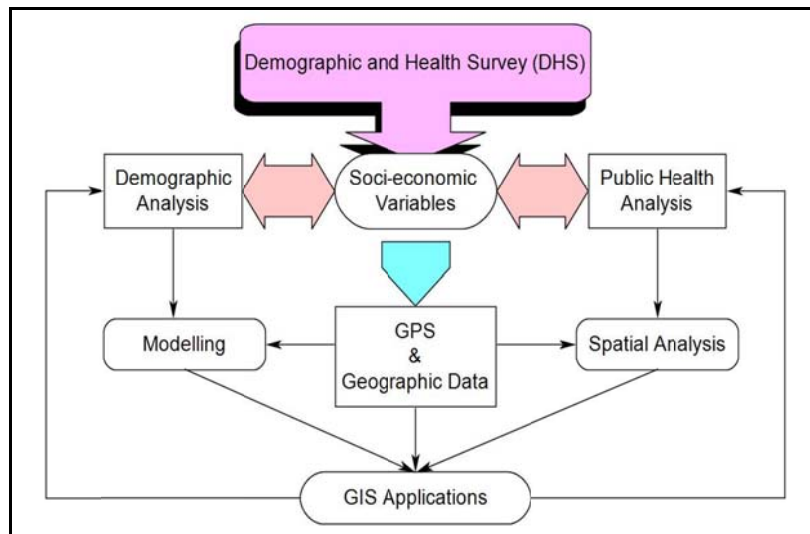 Demographic and Health Survey (DHS)
Demographic
Analysis
Soci-economic
Variables
Public Health
Analysis
Modelling
GPS
&
Geographic Data
Spatial Analysis
GIS Applications